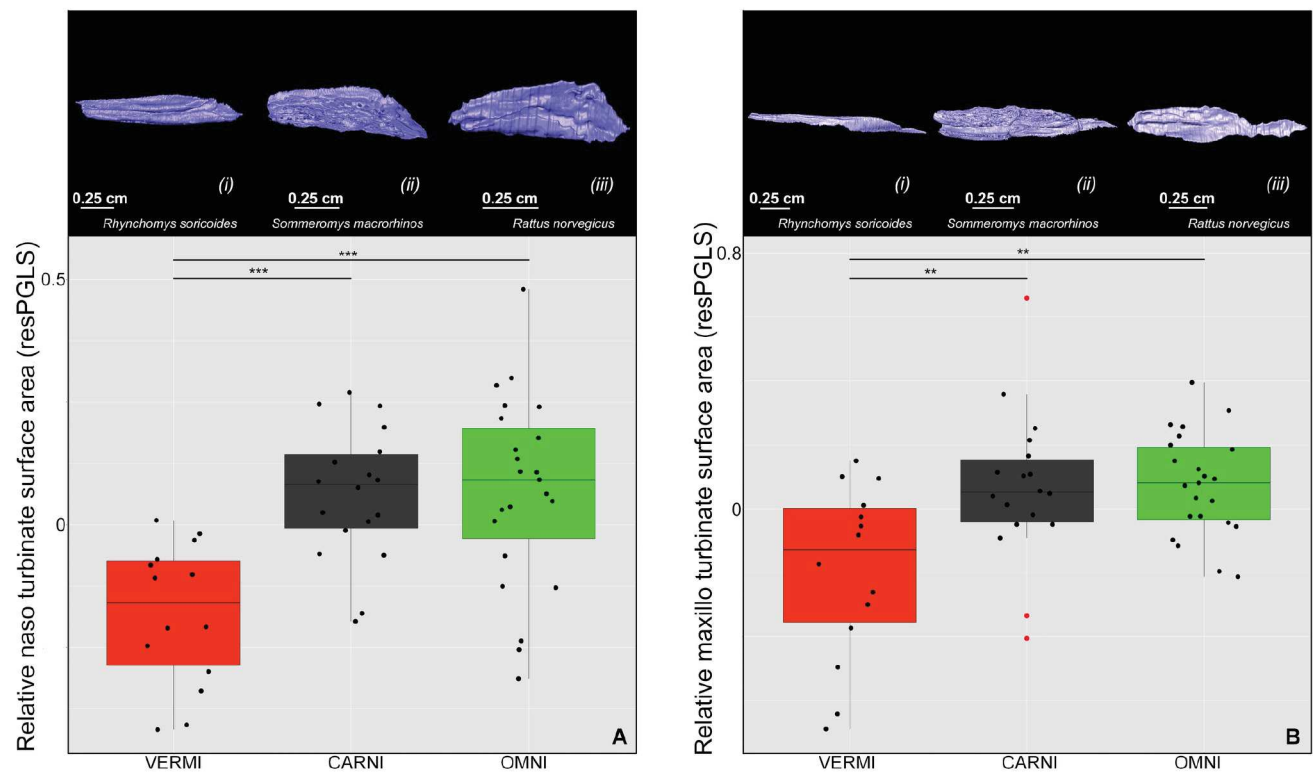 (i) (ii) (iii)
0.25 cm 0.25 cm 0.25 cm
Rhynchomys soricoides Sommeromys macrorhinos Rattus norvegicus
Relative naso turbinate surface area (resPGLS)
***
0.5
***
0
A
VERMI CARNI OMNI
(i) (ii) (iii)
0.25 cm 0.25 cm 0.25 cm
Rhynchomys soricoides Sommeromys macrorhinos Rattus norvegicus
Relative maxillo turbinate surface area (resPGLS)
0.8
**
**
0
B
VERMI CARNI OMNI